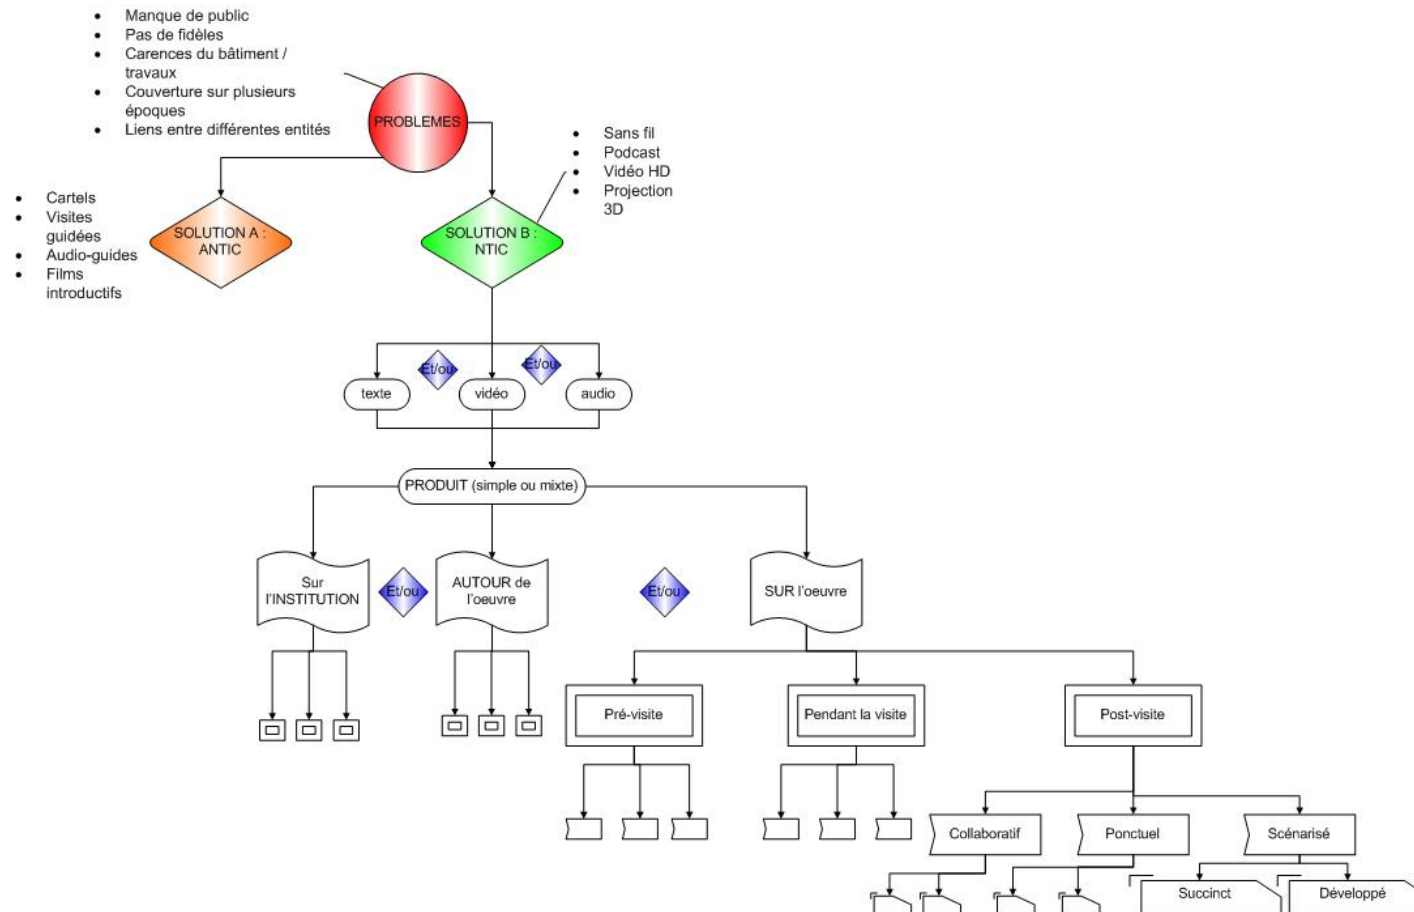 Manque de public
Pas de fidèles
Carences du bâtiment /
travaux
Couverture sur plusieurs
époques
Liens entre différentes entités
PROBLEMES
Sans fil
Podcast
Vidéo HD
Projection
3D
Cartels
Visites
guidées
Audio-guides
Films
introductifs
SOLUTION A :
ANTIC
SOLUTION B :
NTIC
Et/ou
Et/ou
texte
vidéo
audio
PRODUIT (simple ou mixte)
Sur
l'INSTITUTION
Et/ou
AUTOUR de
l'oeuvre
Et/ou
SUR l'oeuvre
Pré-visite
Pendant la visite
Post-visite
Collaboratif
Ponctuel
Scénarisé
Succinct
Développé